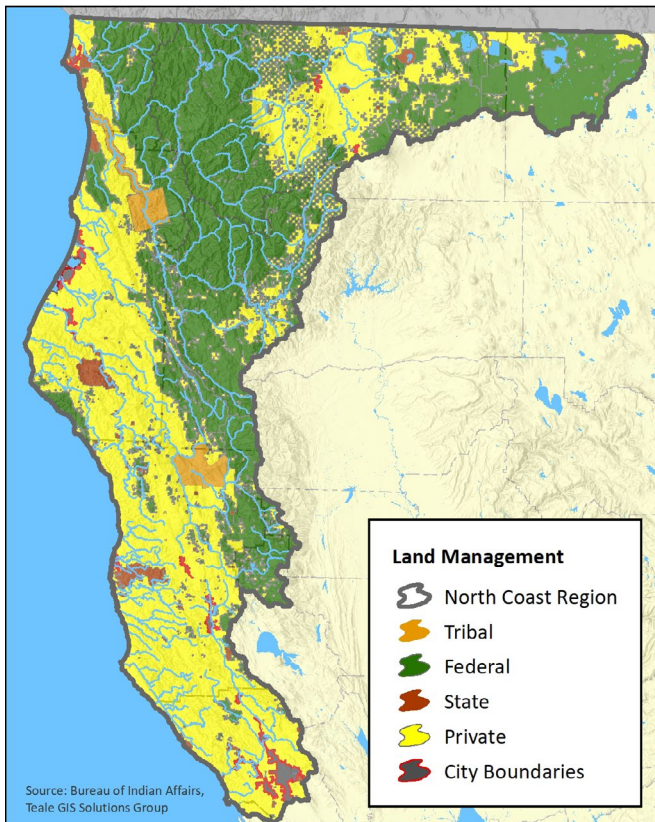 Land Management
North Coast Region
Tribal
Federal
State
Private
City Boundaries
Source: Bureau of Indian Affairs,
Teale GIS Solutions Group